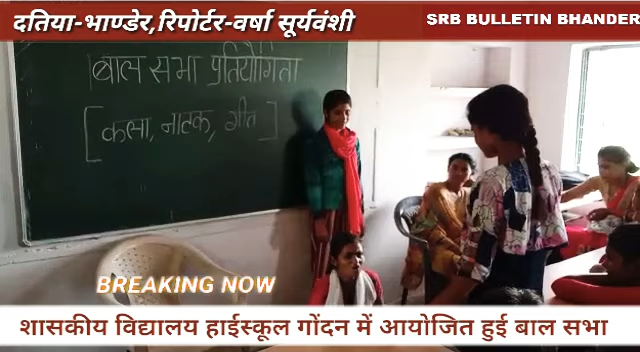 दतिया-भाण्डेर,रिपोर्टर-वर्षा सूर्यवंशी
SRB BULLETIN BHANDER
बाल सभा प्रतियोगिता
[कला, नाटक, गीत]
BREAKING NOW
शासकीय विद्यालय हाईस्कूल गोंदन में आयोजित हुई बाल सभा